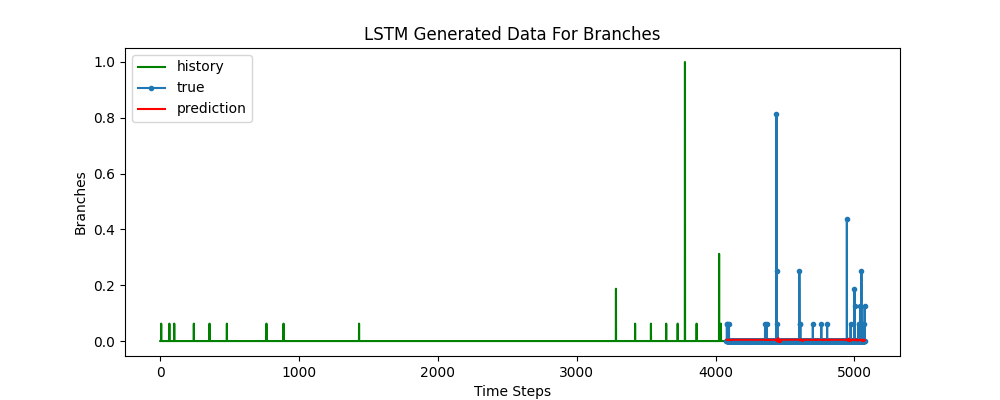 LSTM Generated Data For Branches
history
true
prediction
1.0
0.8
0.6
0.4
0.2
0.0
Branches
0
1000
2000
3000
4000
5000
Time Steps